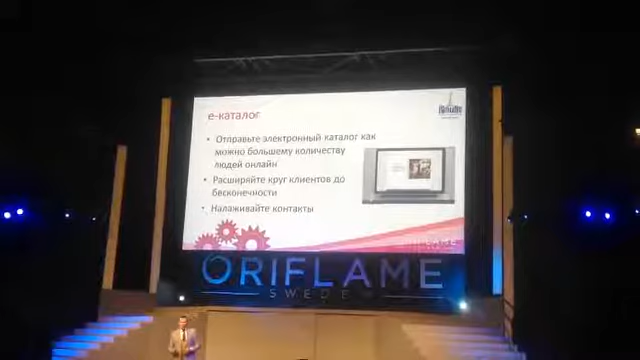 е-каталог
• Отправьте электронный каталог как
можно большему количеству
людей онлайн
• Расширяйте круг клиентов до
бесконечности
• Налаживайте контакты
ORIFLAME
SWEDEN